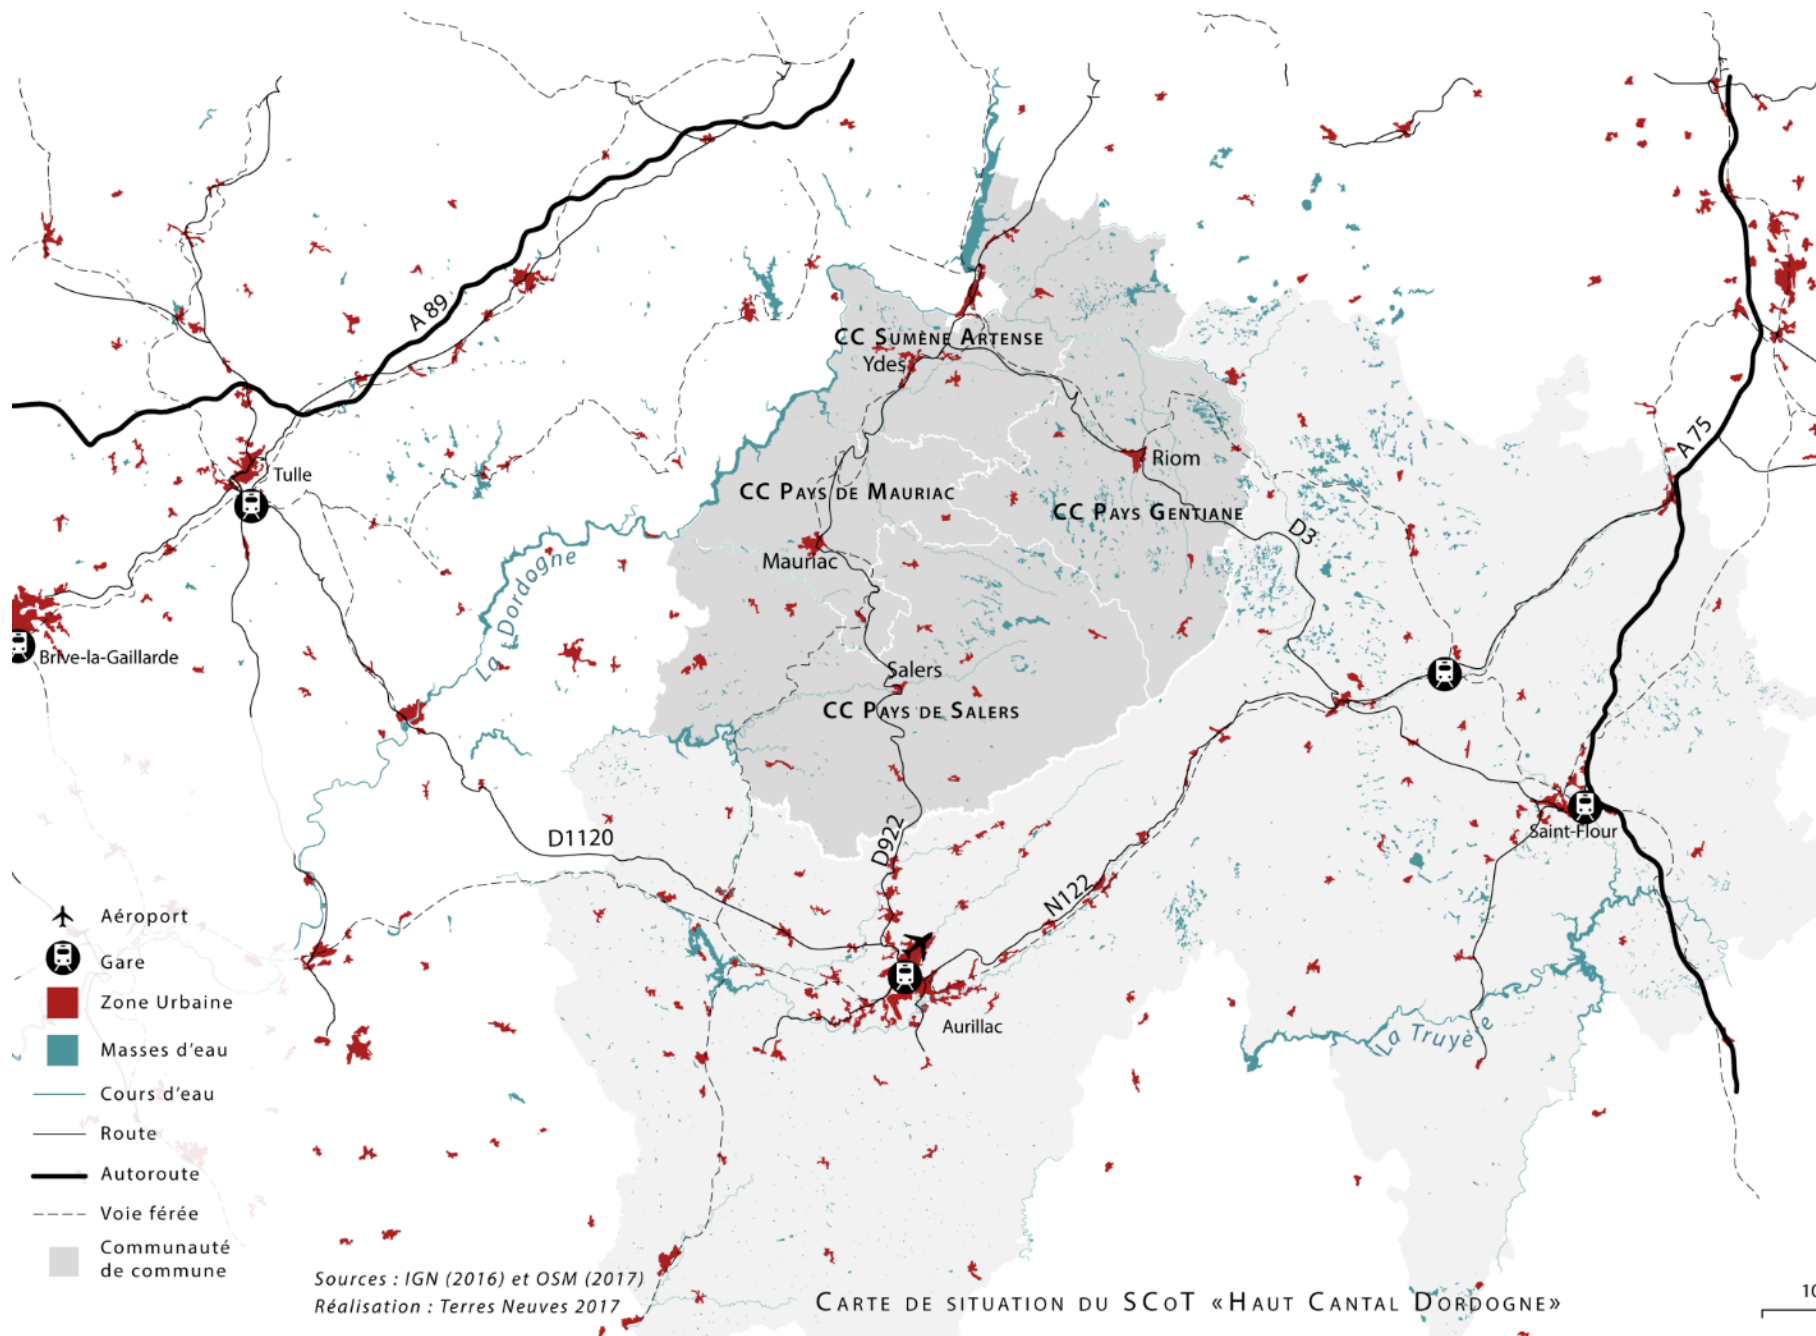 A 89
CC Sumène Artense
Ydes
A 75
Tulle
Riom
CC Pays de Mauriac
CC Pays Gentiane
D3
Mauriac
La Dordogne
Brive-la-Gaillarde
Salers
CC Pays de Salers
D1120
D922
Saint-Flour
N122
Aurillac
La Truyère
Aéroport
Gare
Zone Urbaine
Masses d'eau
Cours d'eau
Route
Autoroute
Voie férée
Communauté
de commune
Sources : IGN (2016) et OSM (2017)
Réalisation : Terres Neuves 2017
Carte de situation du SCoT «Haut Cantal Dordogne»